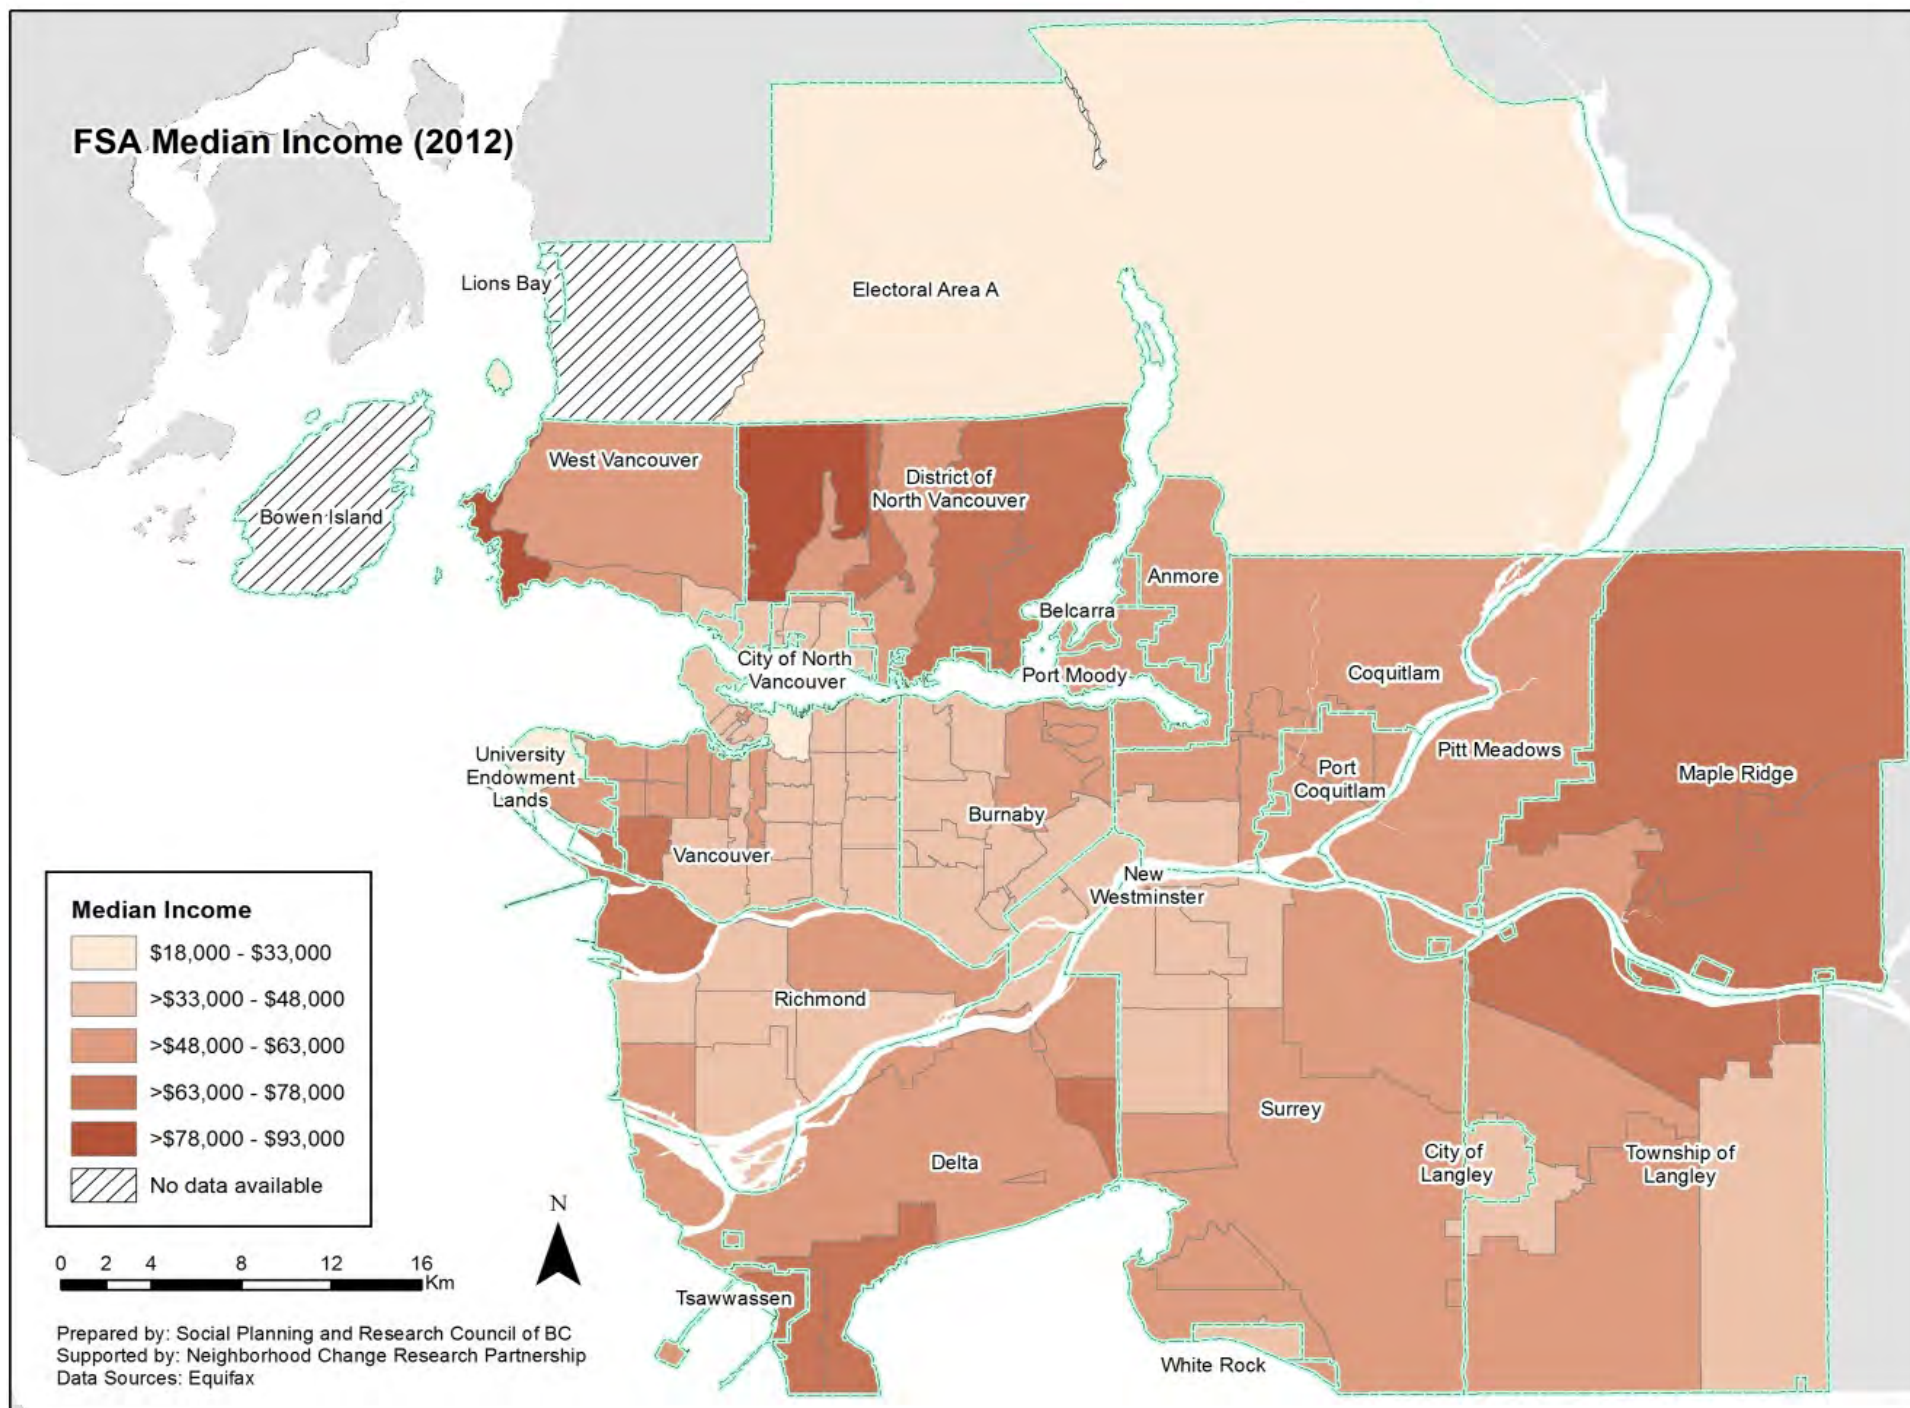 FSA Median Income (2012)
Lions Bay
Electoral Area A
West Vancouver
District of
North Vancouver
Bowen Island
Anmore
Belcarra
City of North
Vancouver
Port Moody
Coquitlam
University
Endowment
Lands
Port
Coquitlam
Pitt Meadows
Maple Ridge
Burnaby
Vancouver
New
Westminster
Richmond
Surrey
Delta
City of
Langley
Township of
Langley
Tsawwassen
White Rock
Median Income
$18,000 - $33,000
>$33,000 - $48,000
>$48,000 - $63,000
>$63,000 - $78,000
>$78,000 - $93,000
No data available
N
0 2 4 8 12 16
Km
Prepared by: Social Planning and Research Council of BC
Supported by: Neighborhood Change Research Partnership
Data Sources: Equifax